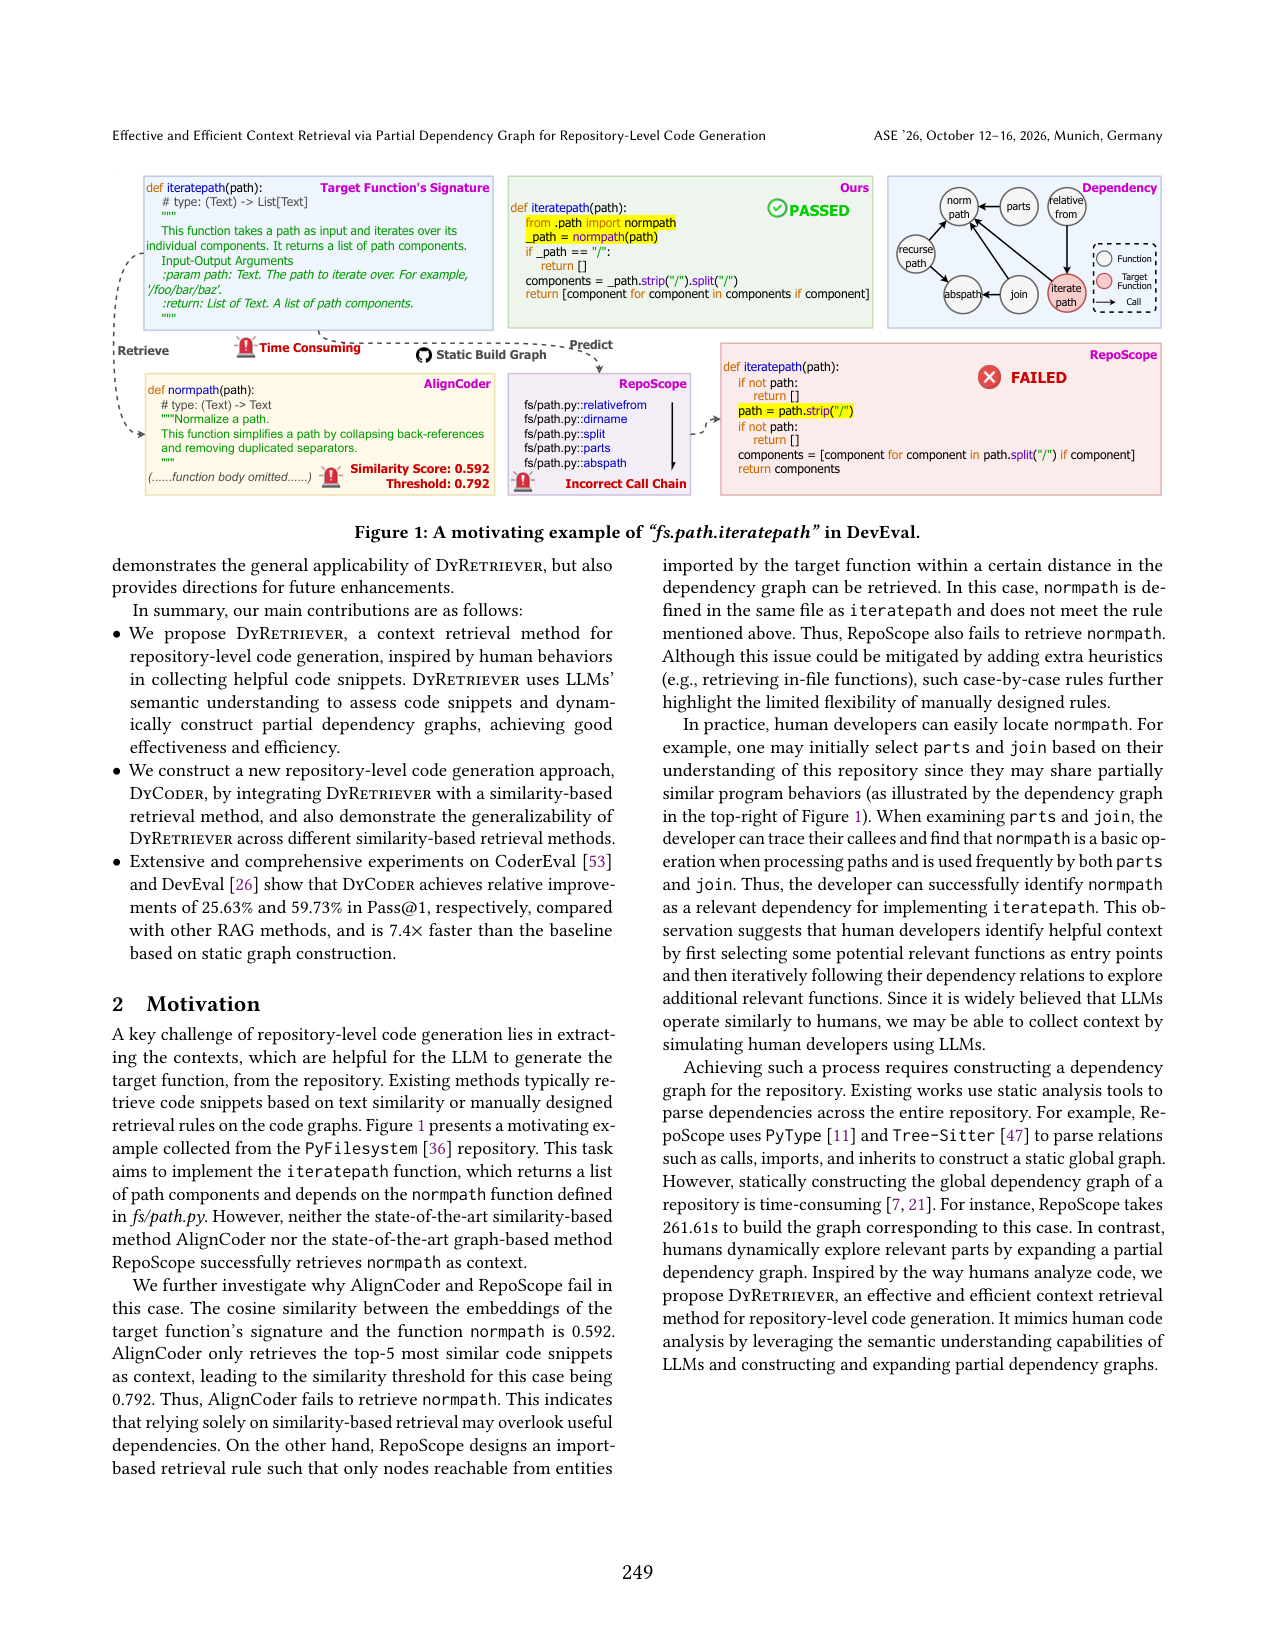 Effective and Efficient Context Retrieval via Partial Dependency Graph for Repository-Level Code Generation
ASE '26, October 12–16, 2026, Munich, Germany
def iteratepath(path):
Target Function's Signature
# type: (Text) -> List[Text]
"""
This function takes a path as input and iterates over its
individual components. It returns a list of path components.
Input-Output Arguments
:param path: Text. The path to iterate over. For example,
'/foo/bar/baz'.
:return: List of Text. A list of path components.
"""
Ours
PASSED
def iteratepath(path):
from .path import normpath
_path = normpath(path)
if _path == "/":
return []
components = _path.strip("/").split("/")
return [component for component in components if component]
Dependency
norm
path
parts
relative
from
recurse
path
abspath
join
iterate
path
Function
Target
Function
Call
Retrieve
Time Consuming
Static Build Graph
Predict
AlignCoder
def normpath(path):
# type: (Text) -> Text
"""Normalize a path.
This function simplifies a path by collapsing back-references
and removing duplicated separators.
"""
(......function body omitted......)
Similarity Score: 0.592
Threshold: 0.792
RepoScope
fs/path.py::relativefrom
fs/path.py::dirname
fs/path.py::split
fs/path.py::parts
fs/path.py::abspath
Incorrect Call Chain
RepoScope
FAILED
def iteratepath(path):
if not path:
return []
path = path.strip("/")
if not path:
return []
components = [component for component in path.split("/") if component]
return components
Figure 1: A motivating example of “fs.path.iteratepath” in DevEval.
demonstrates the general applicability of DyRetriever, but also
provides directions for future enhancements.
In summary, our main contributions are as follows:
• We propose DyRetriever, a context retrieval method for
repository-level code generation, inspired by human behaviors
in collecting helpful code snippets. DyRetriever uses LLMs'
semantic understanding to assess code snippets and dynam-
ically construct partial dependency graphs, achieving good
effectiveness and efficiency.
• We construct a new repository-level code generation approach,
DyCoder, by integrating DyRetriever with a similarity-based
retrieval method, and also demonstrate the generalizability of
DyRetriever across different similarity-based retrieval methods.
• Extensive and comprehensive experiments on CoderEval [53]
and DevEval [26] show that DyCoder achieves relative improve-
ments of 25.63% and 59.73% in Pass@1, respectively, compared
with other RAG methods, and is 7.4× faster than the baseline
based on static graph construction.
2 Motivation
A key challenge of repository-level code generation lies in extract-
ing the contexts, which are helpful for the LLM to generate the
target function, from the repository. Existing methods typically re-
trieve code snippets based on text similarity or manually designed
retrieval rules on the code graphs. Figure 1 presents a motivating ex-
ample collected from the PyFilesystem [36] repository. This task
aims to implement the iteratepath function, which returns a list
of path components and depends on the normpath function defined
in fs/path.py. However, neither the state-of-the-art similarity-based
method AlignCoder nor the state-of-the-art graph-based method
RepoScope successfully retrieves normpath as context.
We further investigate why AlignCoder and RepoScope fail in
this case. The cosine similarity between the embeddings of the
target function's signature and the function normpath is 0.592.
AlignCoder only retrieves the top-5 most similar code snippets
as context, leading to the similarity threshold for this case being
0.792. Thus, AlignCoder fails to retrieve normpath. This indicates
that relying solely on similarity-based retrieval may overlook useful
dependencies. On the other hand, RepoScope designs an import-
based retrieval rule such that only nodes reachable from entities
imported by the target function within a certain distance in the
dependency graph can be retrieved. In this case, normpath is de-
fined in the same file as iteratepath and does not meet the rule
mentioned above. Thus, RepoScope also fails to retrieve normpath.
Although this issue could be mitigated by adding extra heuristics
(e.g., retrieving in-file functions), such case-by-case rules further
highlight the limited flexibility of manually designed rules.
In practice, human developers can easily locate normpath. For
example, one may initially select parts and join based on their
understanding of this repository since they may share partially
similar program behaviors (as illustrated by the dependency graph
in the top-right of Figure 1). When examining parts and join, the
developer can trace their callees and find that normpath is a basic op-
eration when processing paths and is used frequently by both parts
and join. Thus, the developer can successfully identify normpath
as a relevant dependency for implementing iteratepath. This ob-
servation suggests that human developers identify helpful context
by first selecting some potential relevant functions as entry points
and then iteratively following their dependency relations to explore
additional relevant functions. Since it is widely believed that LLMs
operate similarly to humans, we may be able to collect context by
simulating human developers using LLMs.
Achieving such a process requires constructing a dependency
graph for the repository. Existing works use static analysis tools to
parse dependencies across the entire repository. For example, Re-
poScope uses PyType [11] and Tree-Sitter [47] to parse relations
such as calls, imports, and inherits to construct a static global graph.
However, statically constructing the global dependency graph of a
repository is time-consuming [7, 21]. For instance, RepoScope takes
261.61s to build the graph corresponding to this case. In contrast,
humans dynamically explore relevant parts by expanding a partial
dependency graph. Inspired by the way humans analyze code, we
propose DyRetriever, an effective and efficient context retrieval
method for repository-level code generation. It mimics human code
analysis by leveraging the semantic understanding capabilities of
LLMs and constructing and expanding partial dependency graphs.
249